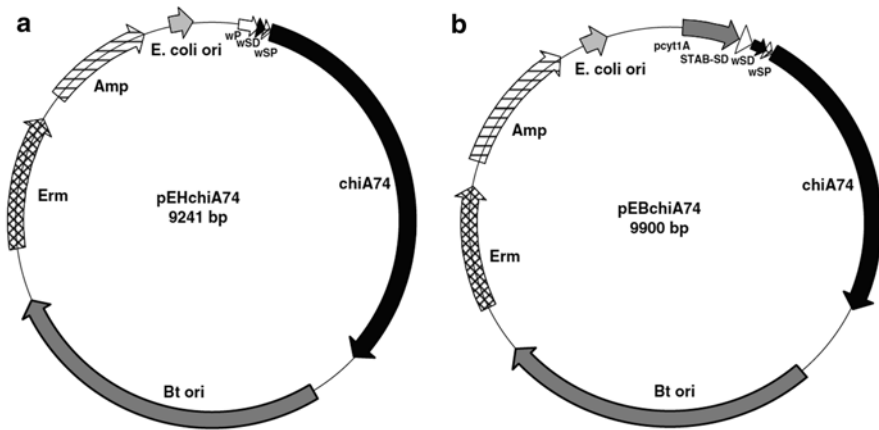 a
E. coli ori
wP
wSD
wSP
Amp
Erm
pEHchiA74
9241 bp
chiA74
Bt ori
b
E. coli ori
pcyt1A
STAB-SD
wSD
wSP
Amp
Erm
pEBchiA74
9900 bp
chiA74
Bt ori